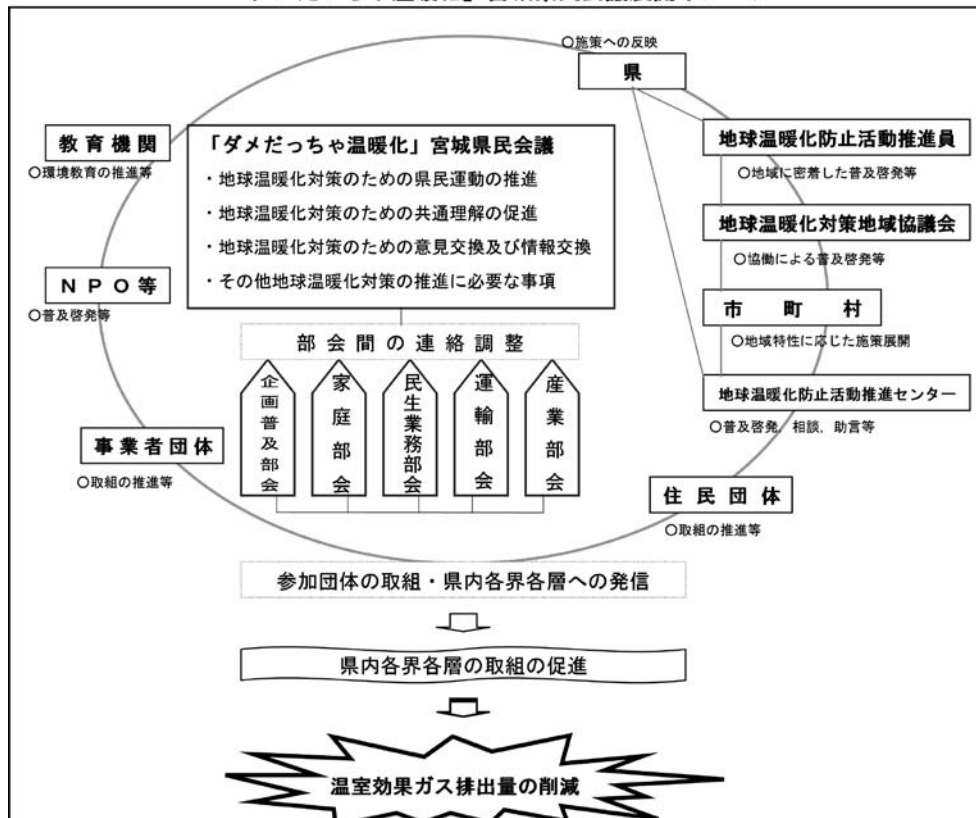 ○施策への反映
県
教育機関
○環境教育の推進等
「ダメだっちゃ温暖化」宮城県民会議
・地球温暖化対策のための県民運動の推進
・地球温暖化対策のための共通理解の促進
・地球温暖化対策のための意見交換及び情報交換
・その他地球温暖化対策の推進に必要な事項
地球温暖化防止活動推進員
○地域に密着した普及啓発等
地球温暖化対策地域協議会
○協働による普及啓発等
NPO等
○普及啓発等
市町村
○地域特性に応じた施策展開
部会間の連絡調整
企画普及部会
家庭部会
民生業務部会
運輸部会
産業部会
地球温暖化防止活動推進センター
○普及啓発，相談，助言等
事業者団体
○取組の推進等
住民団体
○取組の推進等
参加団体の取組・県内各界各層への発信
県内各界各層の取組の促進
温室効果ガス排出量の削減